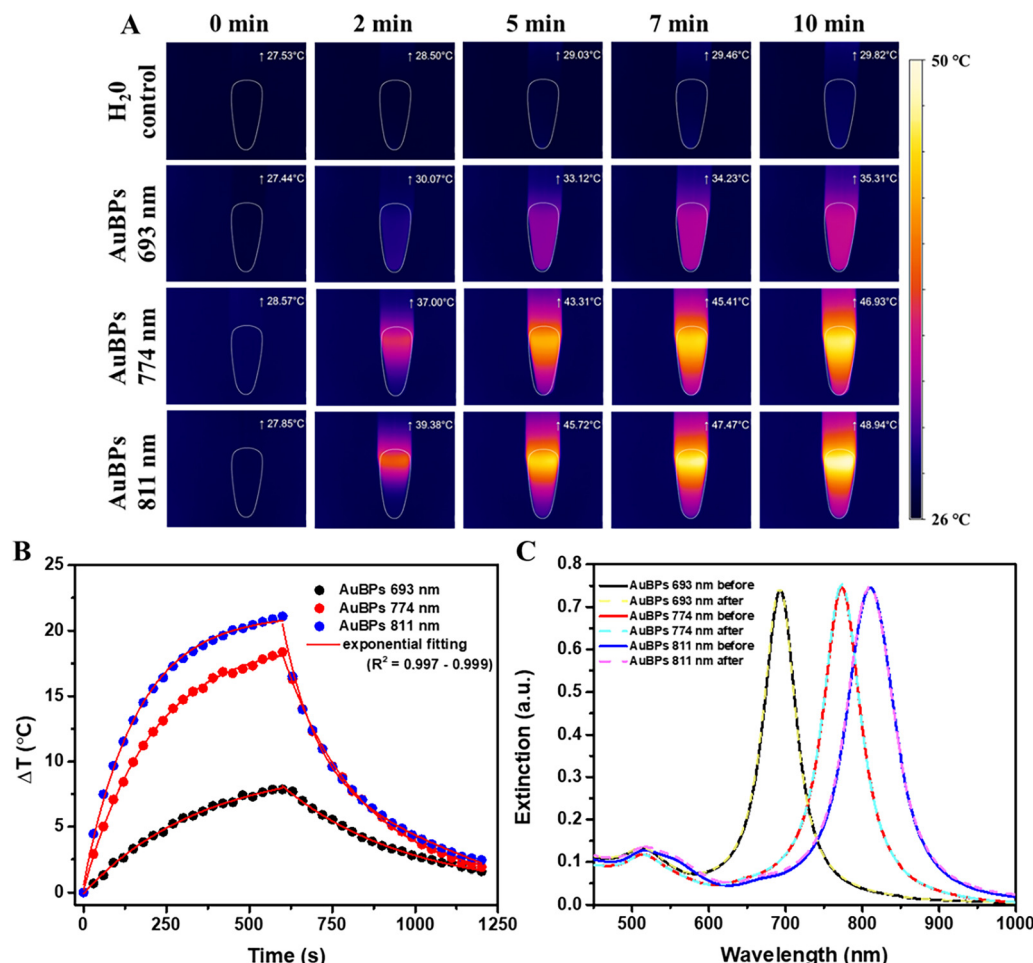 A
0 min 2 min 5 min 7 min 10 min
H₂0
control
↑ 27.53°C ↑ 28.50°C ↑ 29.03°C ↑ 29.46°C ↑ 29.82°C
AuBPs
693 nm
↑ 27.44°C ↑ 30.07°C ↑ 33.12°C ↑ 34.23°C ↑ 35.31°C
AuBPs
774 nm
↑ 28.57°C ↑ 37.00°C ↑ 43.31°C ↑ 45.41°C ↑ 46.93°C
AuBPs
811 nm
↑ 27.85°C ↑ 39.38°C ↑ 45.72°C ↑ 47.47°C ↑ 48.94°C
50 °C
26 °C
B
25
20
15
10
5
0
ΔT (°C)
AuBPs 693 nm
AuBPs 774 nm
AuBPs 811 nm
exponential fitting
(R² = 0.997 - 0.999)
0 250 500 750 1000 1250
Time (s)
C
0.8
0.7
0.6
0.5
0.4
0.3
0.2
0.1
0.0
Extinction (a.u.)
AuBPs 693 nm before
AuBPs 693 nm after
AuBPs 774 nm before
AuBPs 774 nm after
AuBPs 811 nm before
AuBPs 811 nm after
500 600 700 800 900 1000
Wavelength (nm)